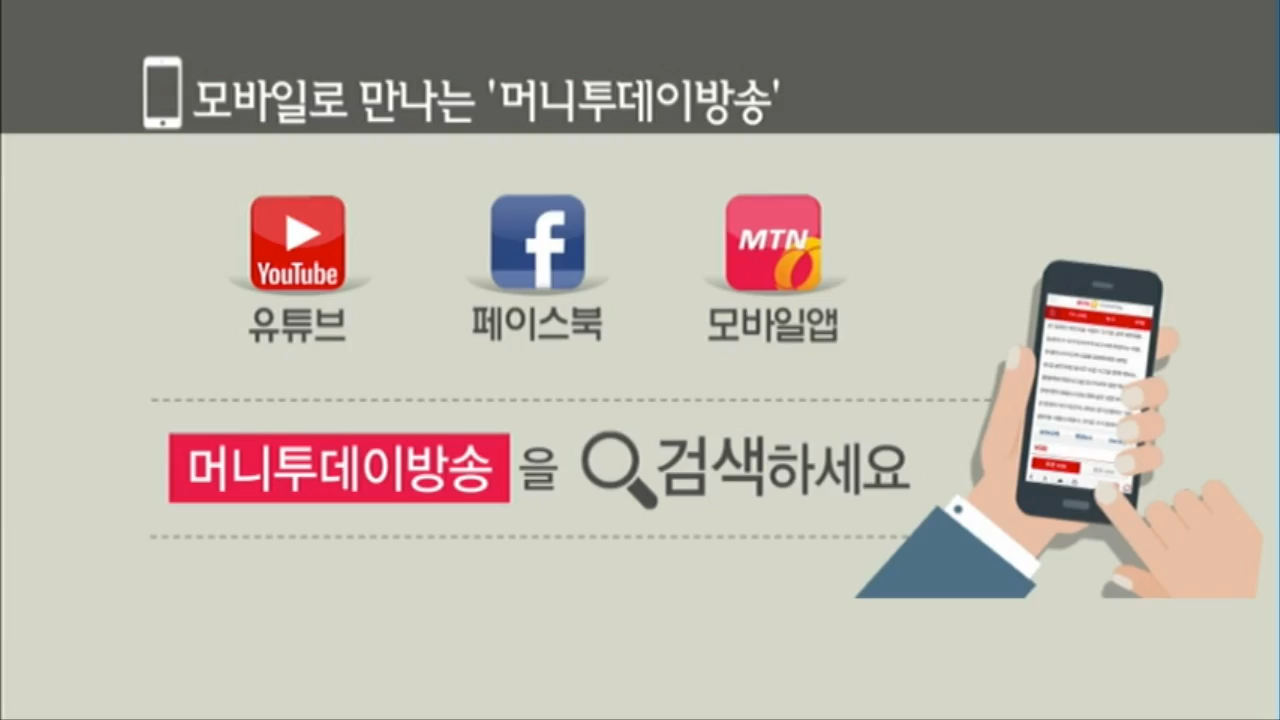 모바일로 만나는 '머니투데이방송'
YouTube
MTN
유튜브 페이스북 모바일앱
머니투데이방송 을 검색하세요